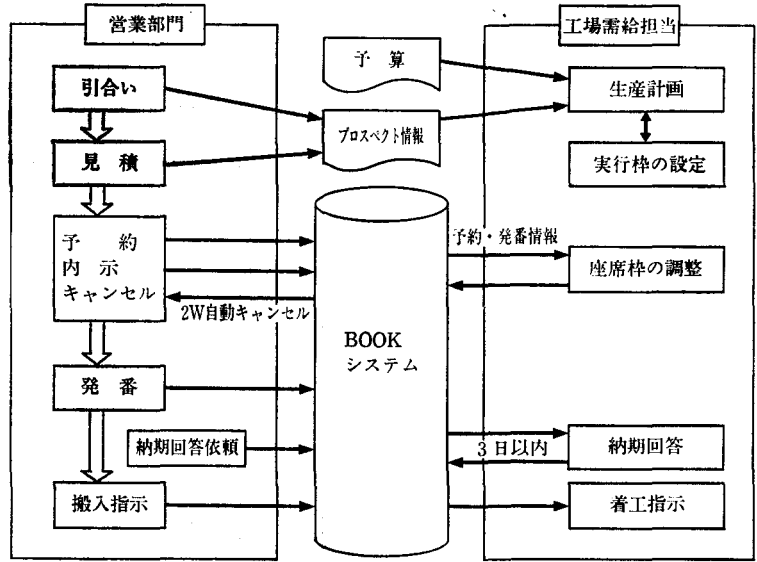 営業部門
引合い
見積
予約
内示
キャンセル
発番
納期回答依頼
搬入指示
予算
プロスペクト情報
2W自動キャンセル
BOOK
システム
予約・発番情報
3日以内
工場需給担当
生産計画
実行枠の設定
座席枠の調整
納期回答
着工指示